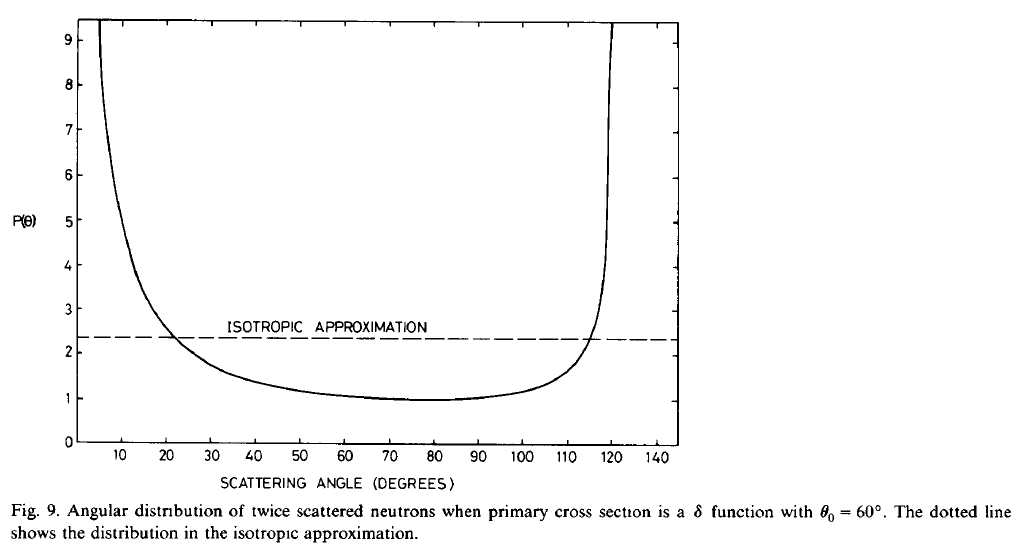 9
8
7
6
P(θ) 5
4
3
ISOTROPIC APPROXIMATION
2
1
0
10 20 30 40 50 60 70 80 90 100 110 120 130 140
SCATTERING ANGLE (DEGREES)
Fig. 9. Angular distribution of twice scattered neutrons when primary cross section is a δ function with θ₀ = 60°. The dotted line
shows the distribution in the isotropic approximation.